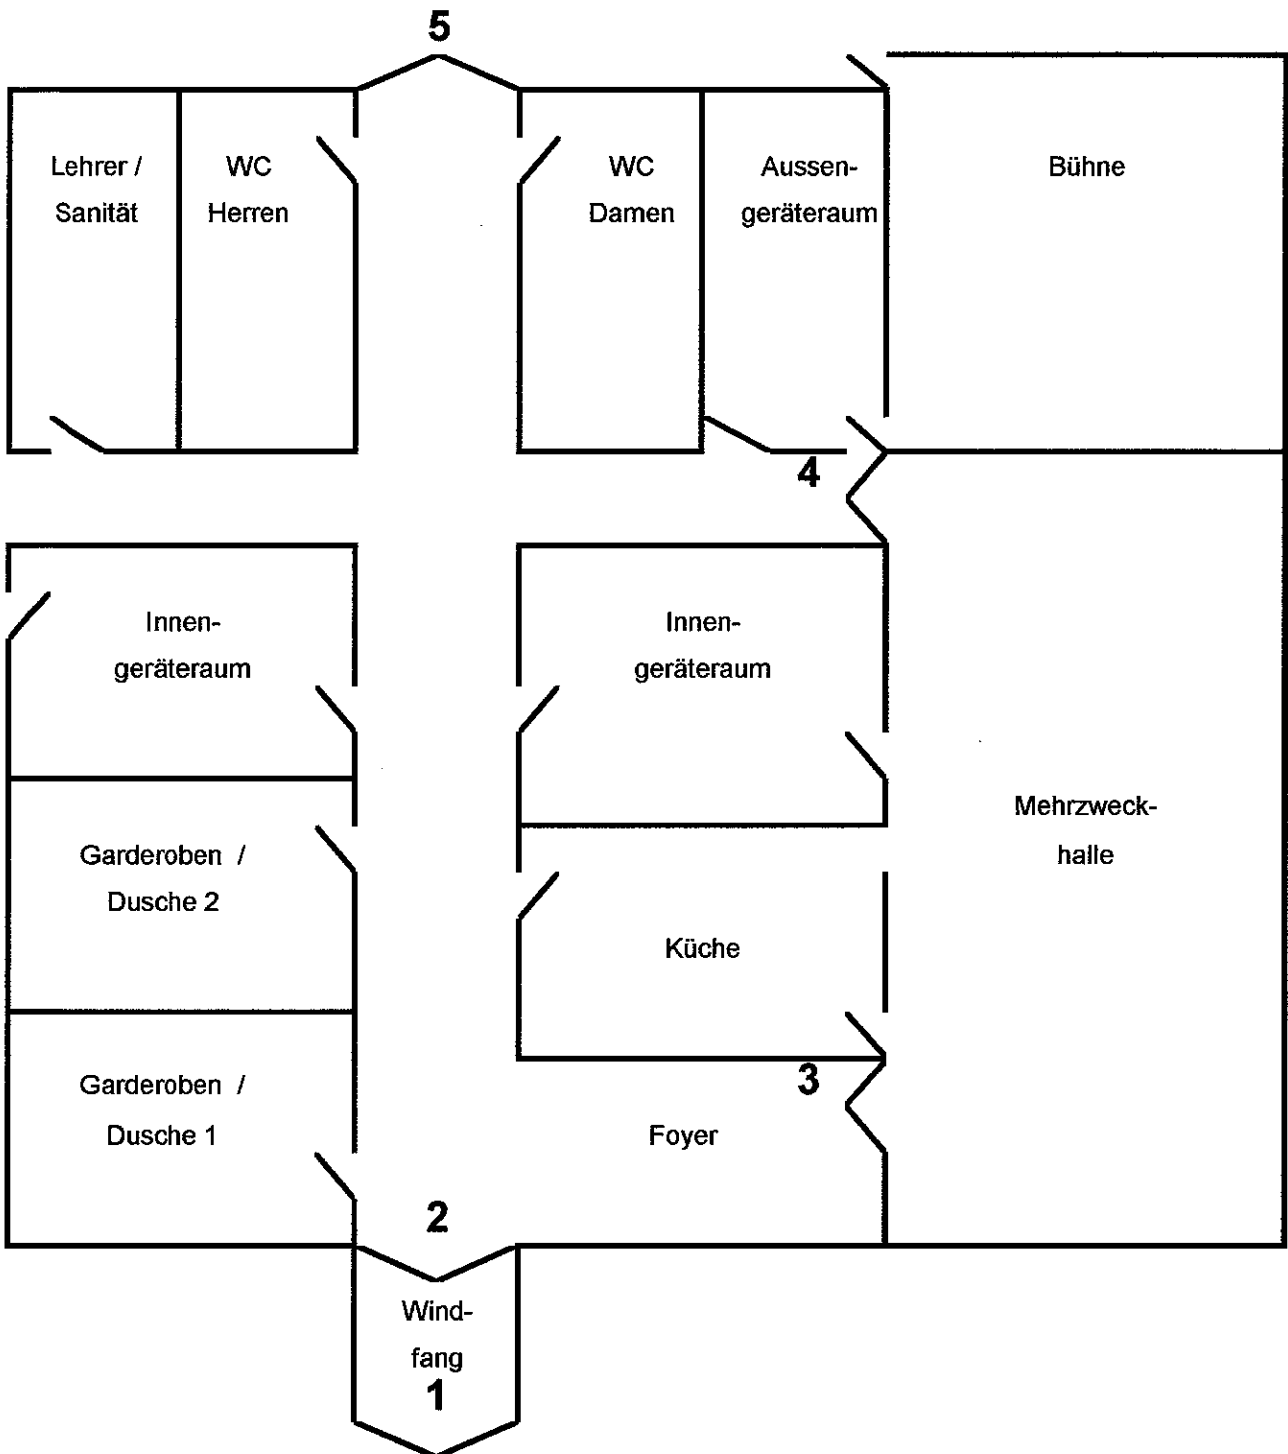 5
Lehrer /
Sanität
WC
Herren
WC
Damen
Aussen-
geräteraum
Bühne
4
Innen-
geräteraum
Innen-
geräteraum
Mehrzweck-
halle
Garderoben /
Dusche 2
Küche
3
Garderoben /
Dusche 1
Foyer
2
Wind-
fang
1